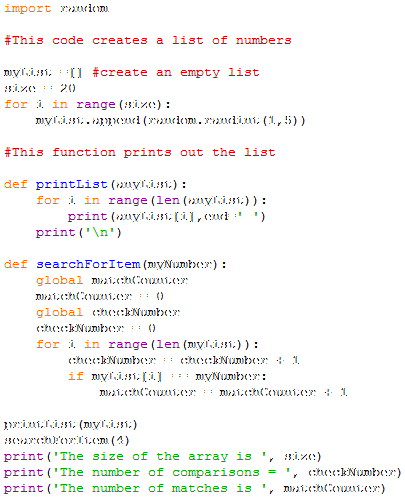 import random
#This code creates a list of numbers
myList =[] #create an empty list
size = 20
for i in range(size):
    myList.append(random.randint(1,5))
#This function prints out the list
def printList(anyList):
    for i in range(len(anyList)):
        print(anyList[i],end=' ')
    print('\n')
def searchForItem(myNumber):
    global matchCounter
    matchCounter = 0
    global checkNumber
    checkNumber = 0
    for i in range(len(myList)):
        checkNumber = checkNumber + 1
        if myList[i] == myNumber:
            matchCounter = matchCounter + 1
printList(myList)
searchForItem(4)
print('The size of the array is ', size)
print('The number of comparisons = ', checkNumber)
print('The number of matches is ', matchCounter)